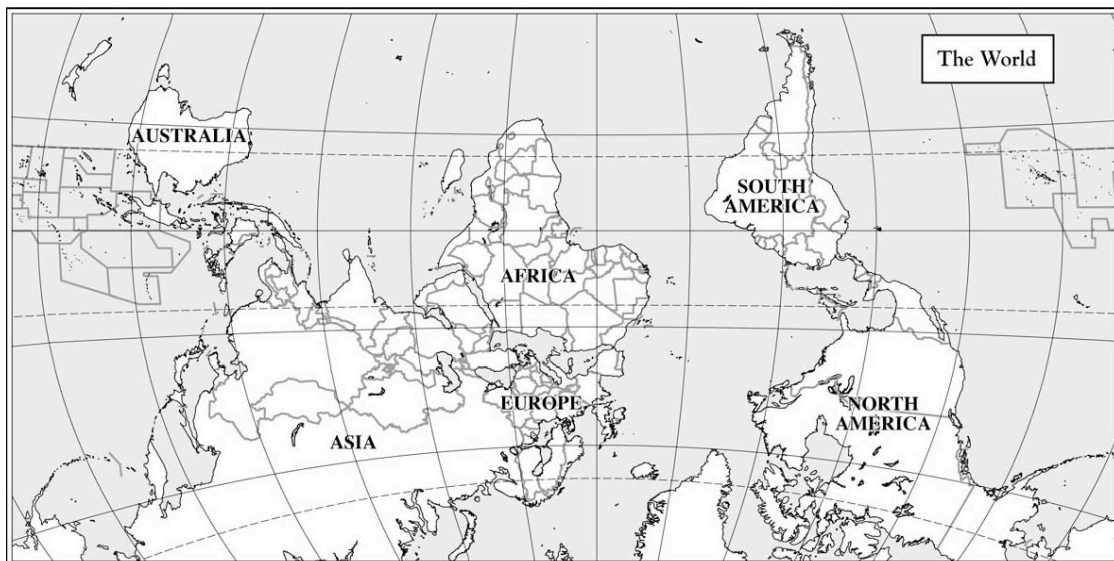 The World
AUSTRALIA
SOUTH
AMERICA
AFRICA
EUROPE
NORTH
AMERICA
ASIA